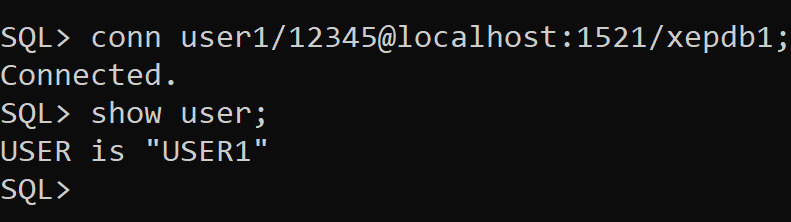 SQL> conn user1/12345@localhost:1521/xepdb1;
Connected.
SQL> show user;
USER is "USER1"
SQL>